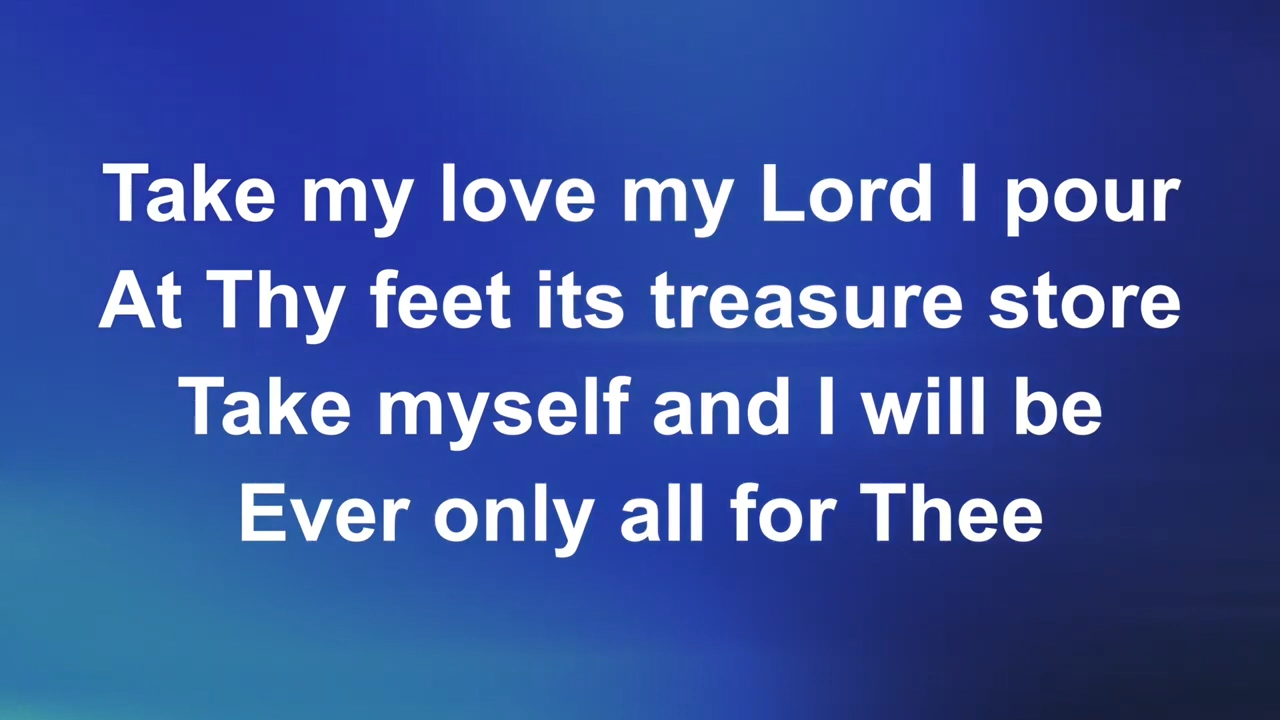 Take my love my Lord I pour
At Thy feet its treasure store
Take myself and I will be
Ever only all for Thee